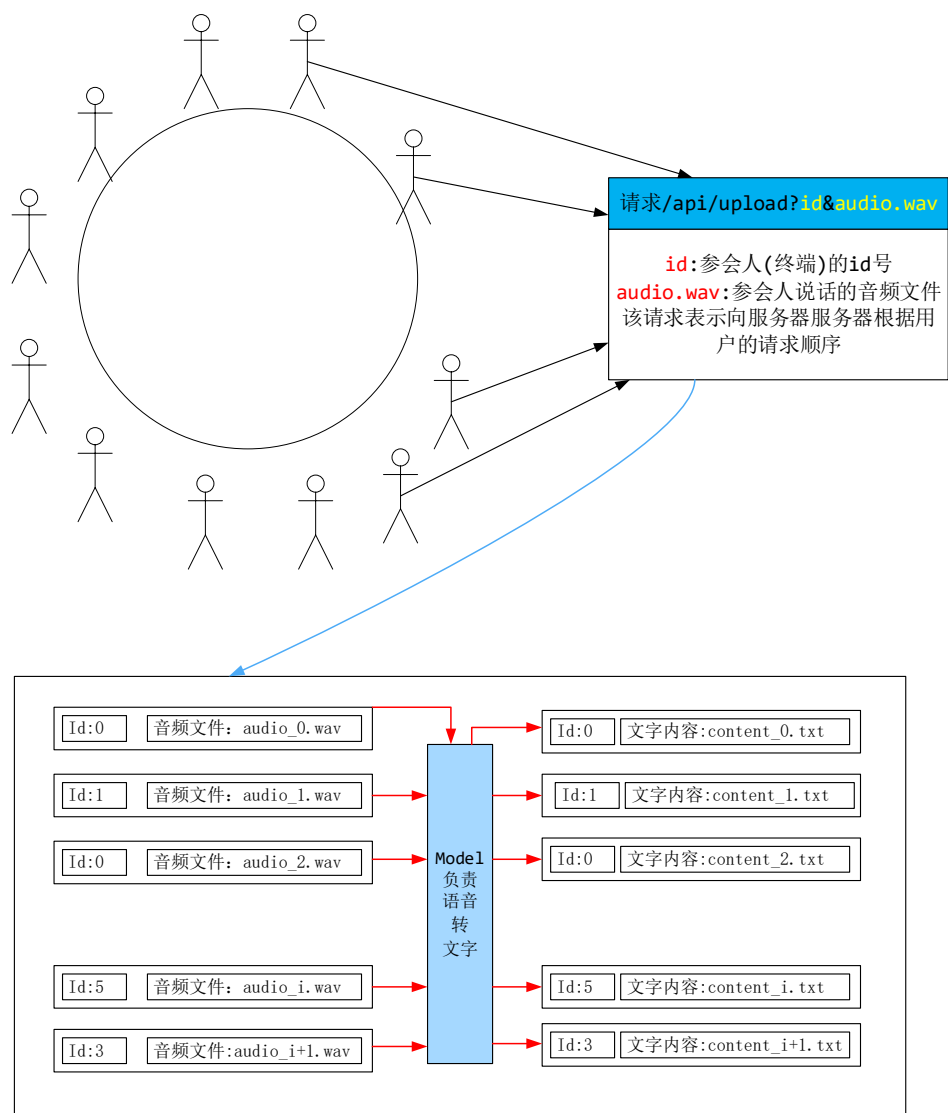 请求/api/upload?id&audio.wav
id:参会人(终端)的id号
audio.wav:参会人说话的音频文件
该请求表示向服务器服务器根据用
户的请求顺序
Id:0 音频文件: audio_0.wav
Id:0 文字内容:content_0.txt
Id:1 音频文件: audio_1.wav
Id:1 文字内容:content_1.txt
Id:0 音频文件: audio_2.wav
Id:0 文字内容:content_2.txt
Model
负责
语音
转
文字
Id:5 音频文件: audio_i.wav
Id:5 文字内容:content_i.txt
Id:3 音频文件:audio_i+1.wav
Id:3 文字内容:content_i+1.txt